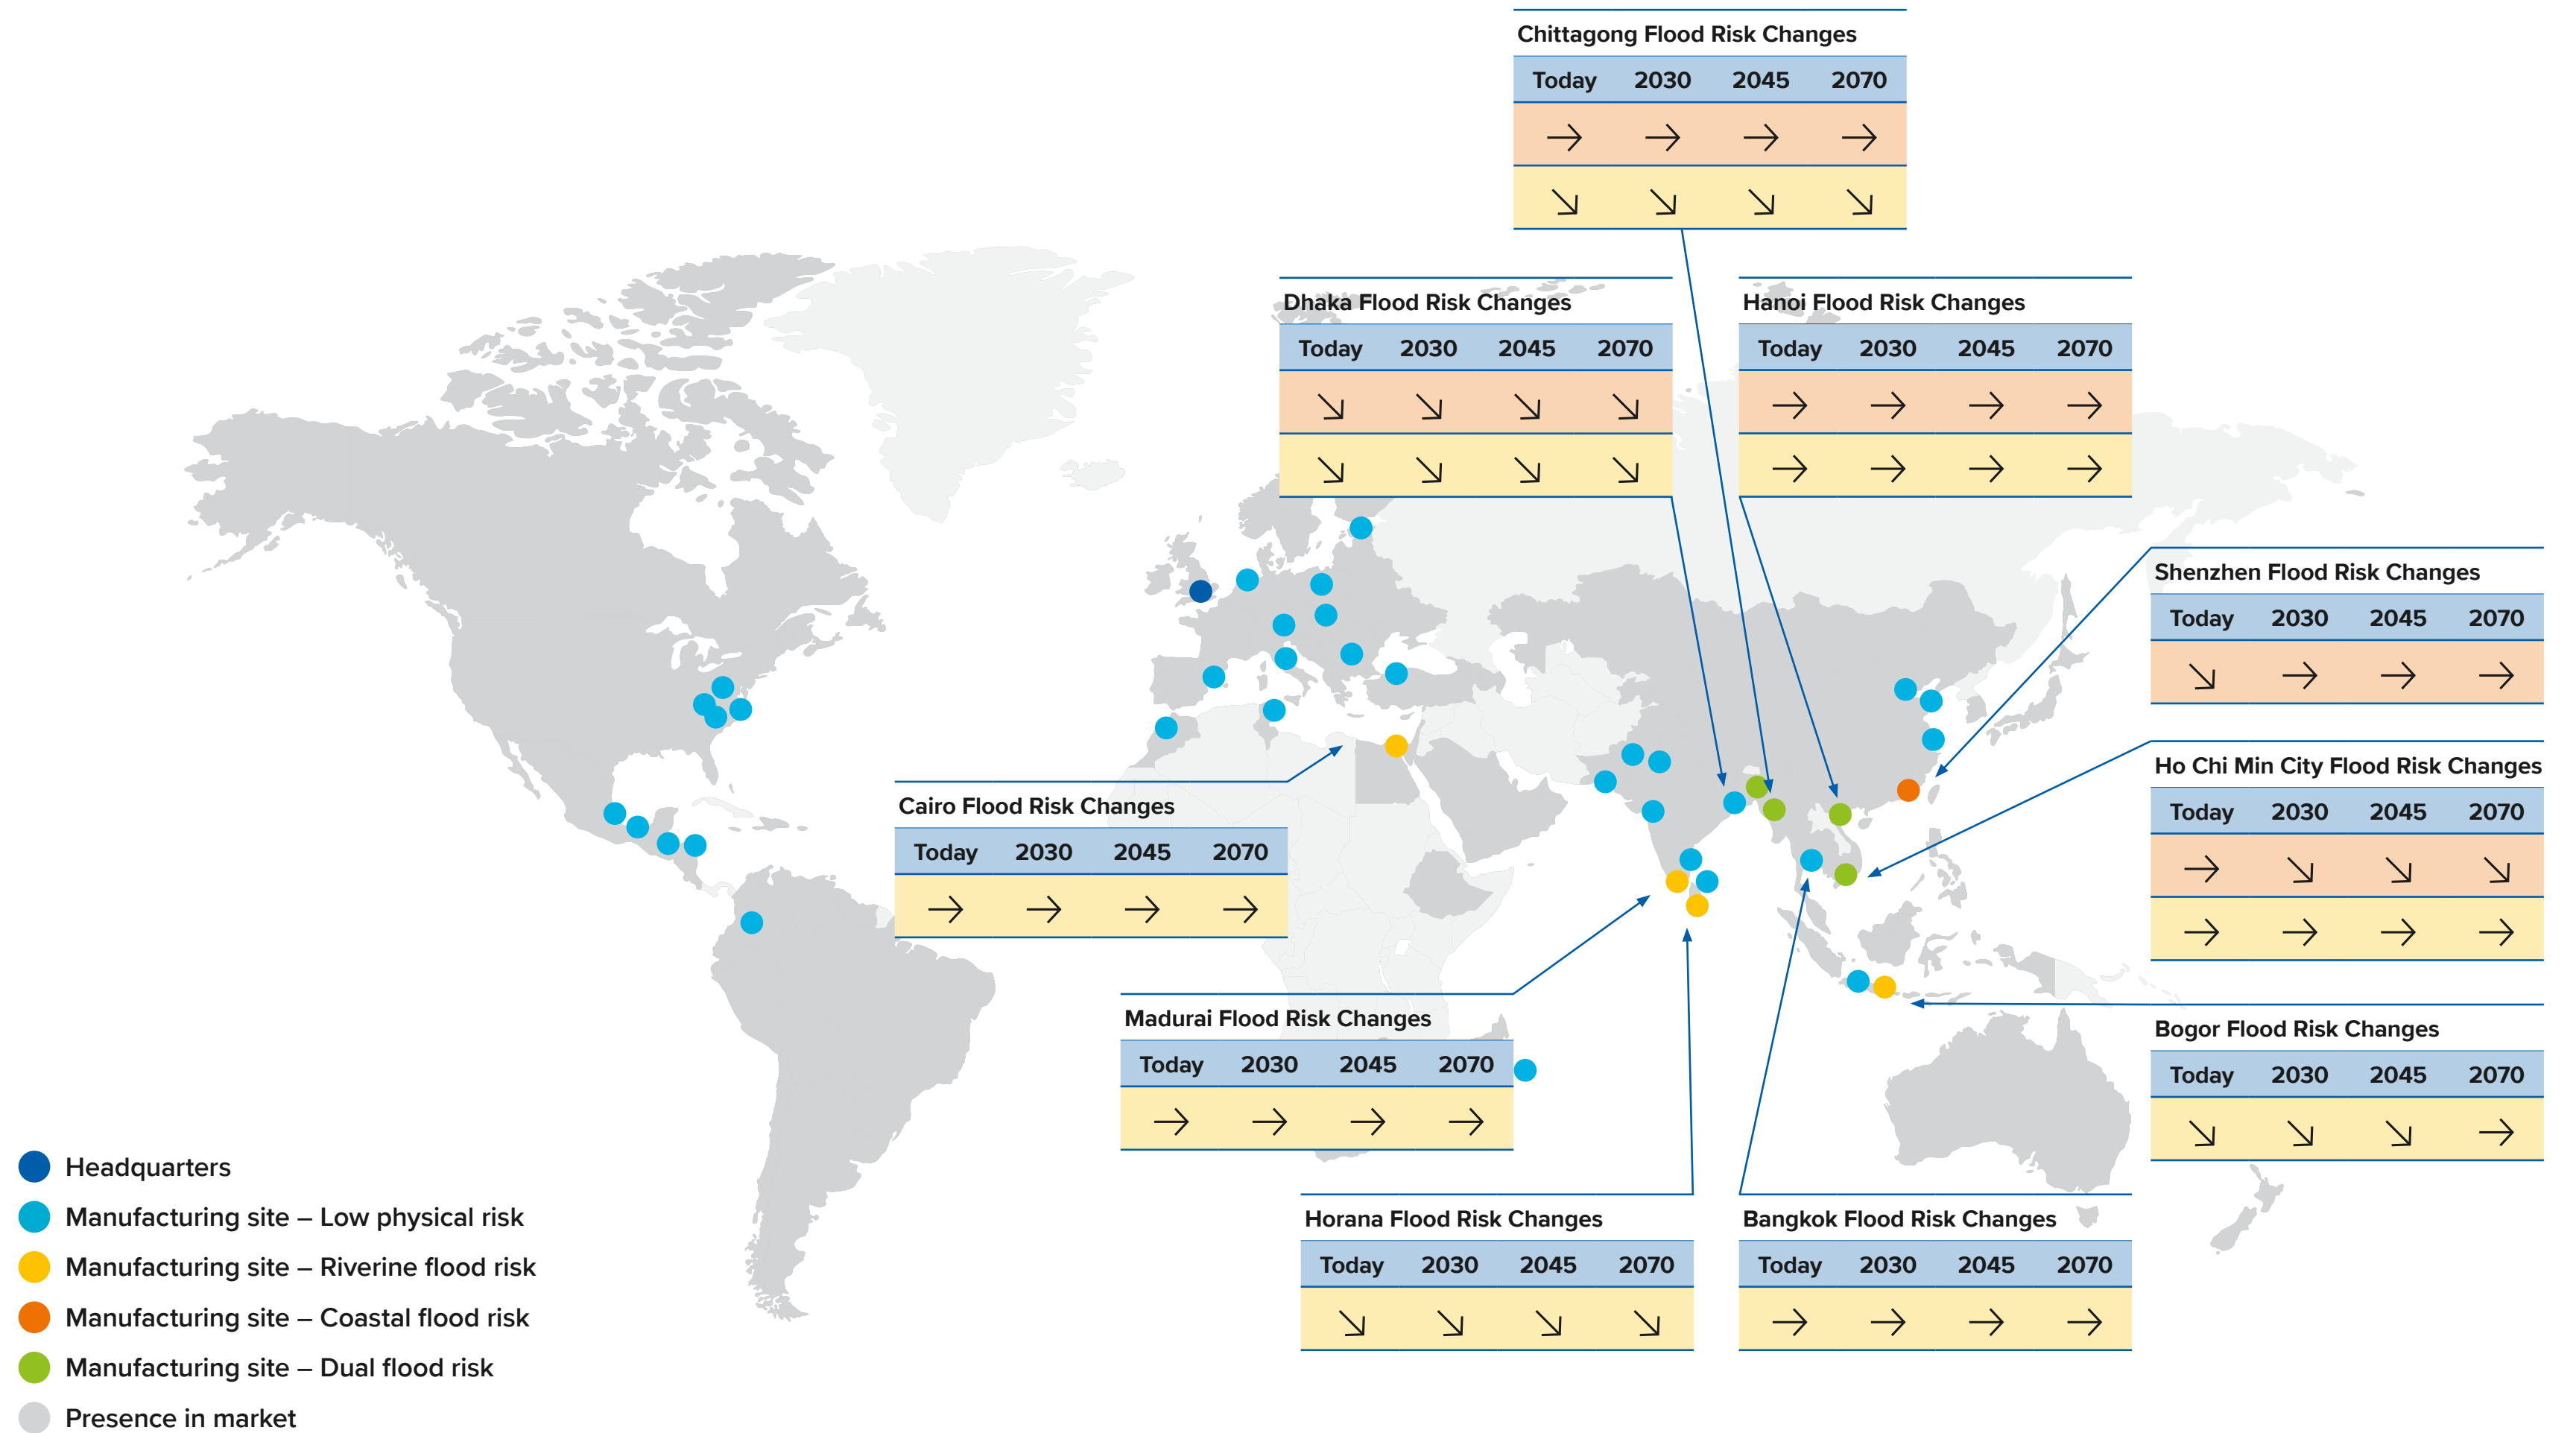 Chittagong Flood Risk Changes
Today 2030 2045 2070
→ → → →
↘ ↘ ↘ ↘
Dhaka Flood Risk Changes
Today 2030 2045 2070
↘ ↘ ↘ ↘
↘ ↘ ↘ ↘
Hanoi Flood Risk Changes
Today 2030 2045 2070
→ → → →
→ → → →
Shenzhen Flood Risk Changes
Today 2030 2045 2070
↘ → → →
Ho Chi Min City Flood Risk Changes
Today 2030 2045 2070
→ ↘ ↘ ↘
→ → → →
Cairo Flood Risk Changes
Today 2030 2045 2070
→ → → →
Madurai Flood Risk Changes
Today 2030 2045 2070
→ → → →
Bogor Flood Risk Changes
Today 2030 2045 2070
↘ ↘ ↘ →
Horana Flood Risk Changes
Today 2030 2045 2070
↘ ↘ ↘ ↘
Bangkok Flood Risk Changes
Today 2030 2045 2070
→ → → →
Headquarters
Manufacturing site – Low physical risk
Manufacturing site – Riverine flood risk
Manufacturing site – Coastal flood risk
Manufacturing site – Dual flood risk
Presence in market